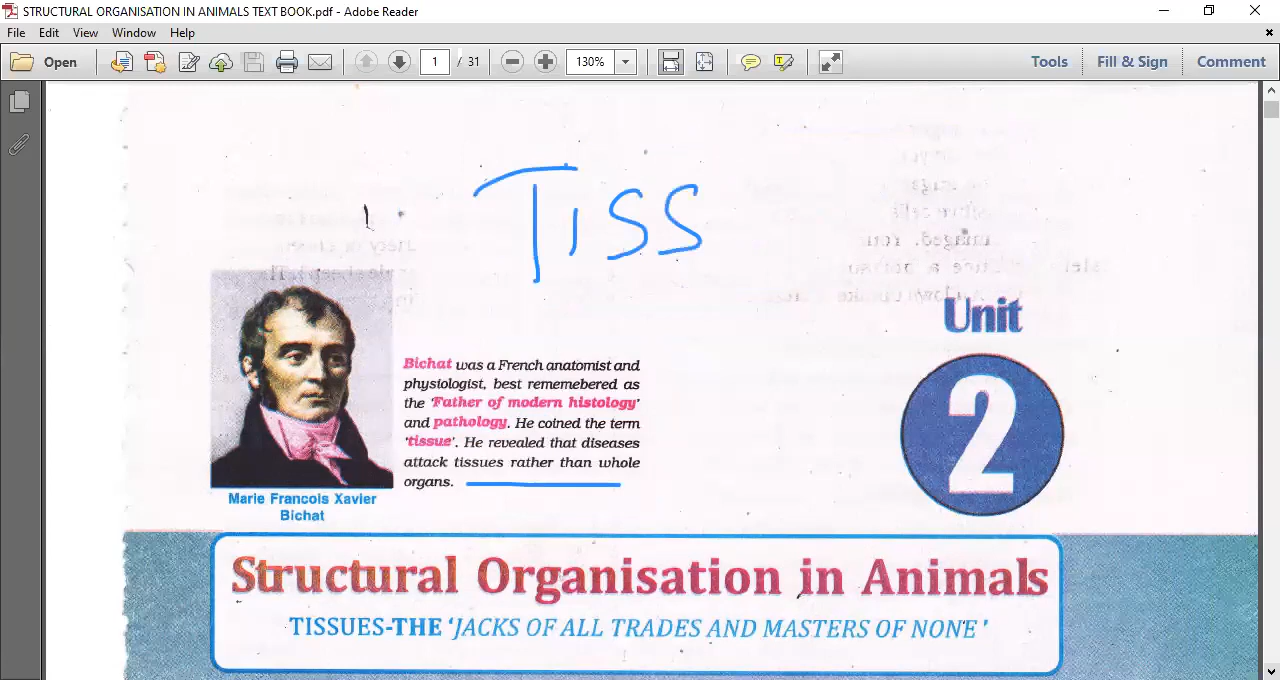 STRUCTURAL ORGANISATION IN ANIMALS TEXT BOOK.pdf - Adobe Reader
File Edit View Window Help
Open 1 / 31 130% Tools Fill & Sign Comment
TISS
Unit
2
Bichat was a French anatomist and
physiologist, best rememebered as
the 'Father of modern histology'
and pathology. He coined the term
'tissue'. He revealed that diseases
attack tissues rather than whole
organs.
Marie Francois Xavier
Bichat
Structural Organisation in Animals
TISSUES-THE 'JACKS OF ALL TRADES AND MASTERS OF NONE'